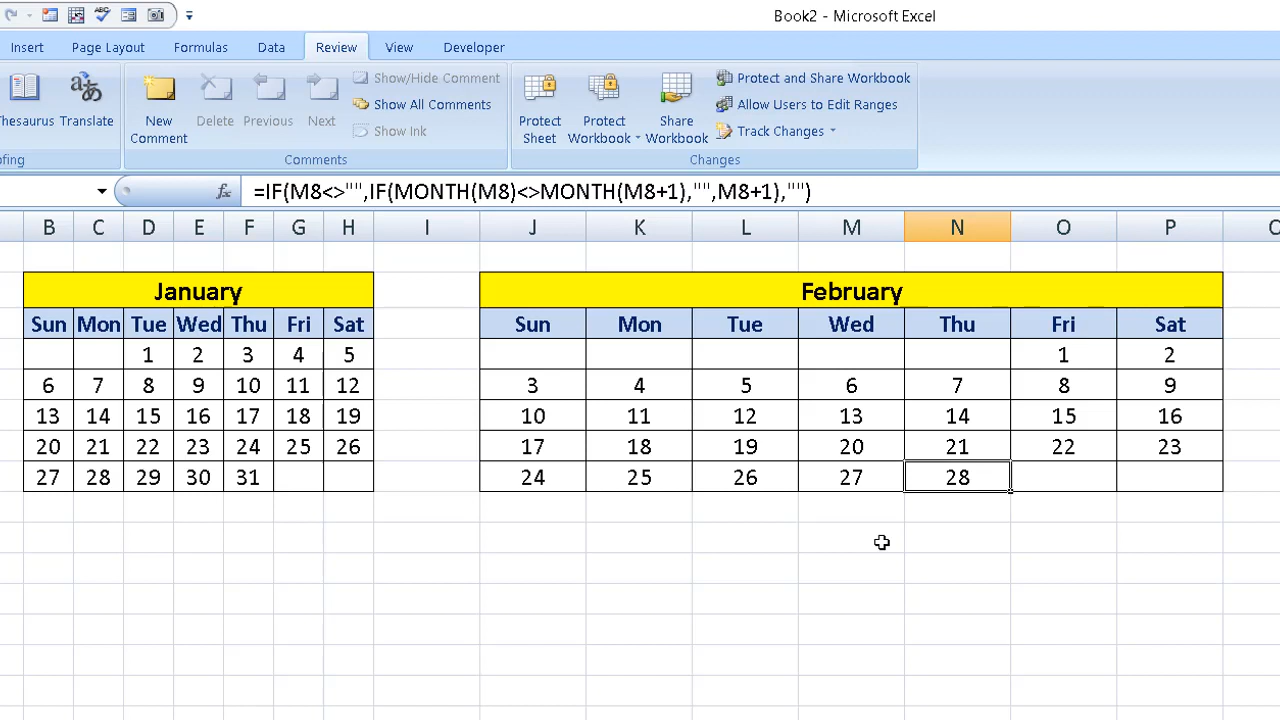 Book2 - Microsoft Excel
Insert Page Layout Formulas Data Review View Developer
Thesaurus Translate
New Comment Delete Previous Next
Show/Hide Comment
Show All Comments
Show Ink
Protect Sheet Protect Workbook Share Workbook
Protect and Share Workbook
Allow Users to Edit Ranges
Track Changes
ofing Comments Changes
fx =IF(M8<>"",IF(MONTH(M8)<>MONTH(M8+1),"",M8+1),"")
B C D E F G H I J K L M N O P
January February
Sun Mon Tue Wed Thu Fri Sat Sun Mon Tue Wed Thu Fri Sat
1 2 3 4 5 1 2
6 7 8 9 10 11 12 3 4 5 6 7 8 9
13 14 15 16 17 18 19 10 11 12 13 14 15 16
20 21 22 23 24 25 26 17 18 19 20 21 22 23
27 28 29 30 31 24 25 26 27 28